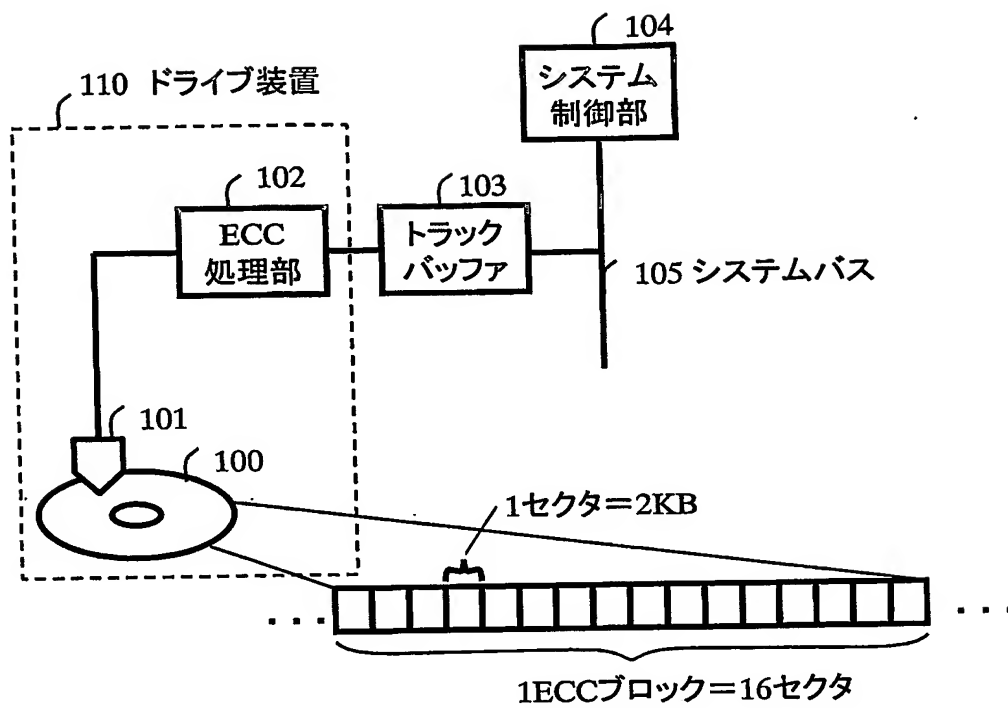 104
システム
制御部
110 ドライブ装置
102
ECC
処理部
103
トラック
バッファ
105 システムバス
101
100
1セクタ=2KB
1ECCブロック=16セクタ